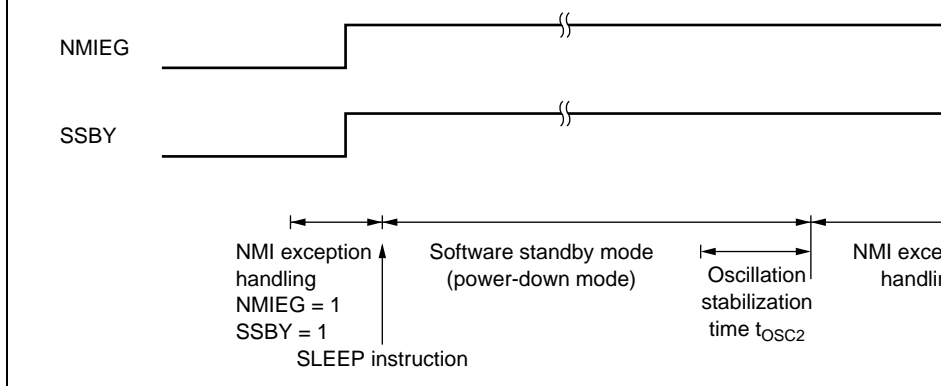 NMIEG
SSBY
NMI exception
handling
NMIEG = 1
SSBY = 1
SLEEP instruction
Software standby mode
(power-down mode)
Oscillation
stabilization
time tOSC2
NMI